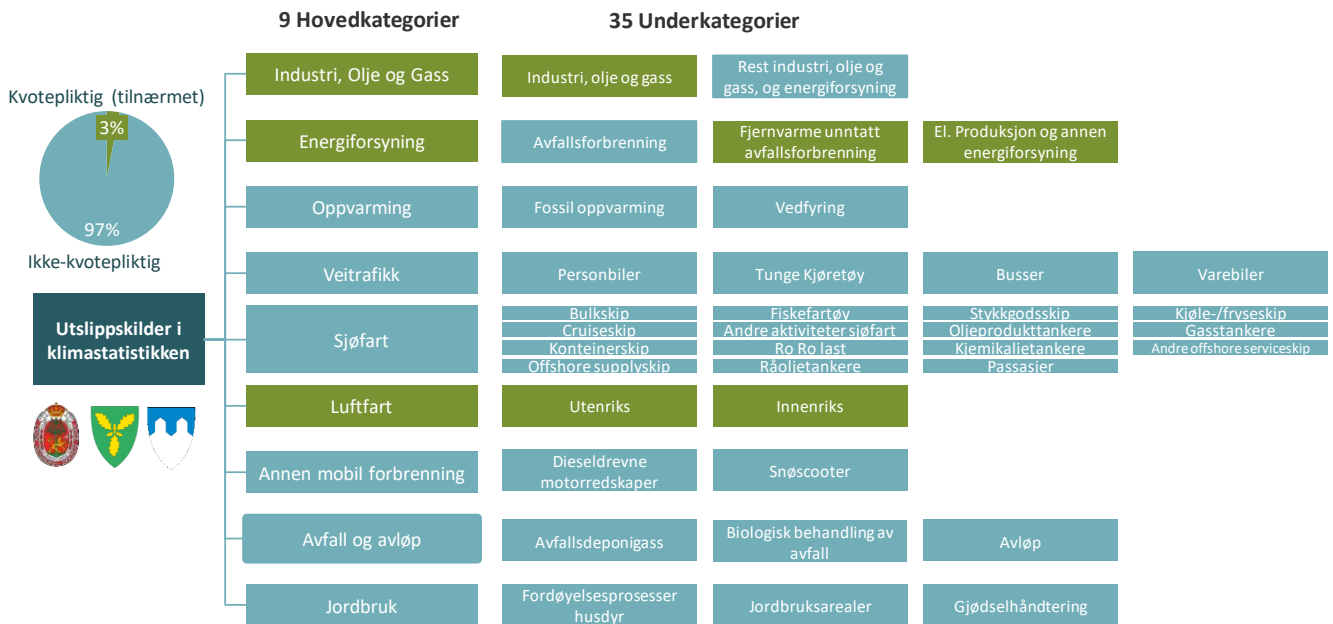 9 Hovedkategorier
35 Underkategorier
Kvotepliktig (tilnærmet)
3%
97%
Ikke-kvotepliktig
Utslippskilder i
klimastatistikken
Industri, Olje og Gass
Industri, olje og gass
Rest industri, olje og
gass, og energiforsyning
Energiforsyning
Avfallsforbrenning
Fjernvarme unntatt
avfallsforbrenning
El. Produksjon og annen
energiforsyning
Oppvarming
Fossil oppvarming
Vedfyring
Veitrafikk
Personbiler
Tunge Kjøretøy
Busser
Varebiler
Sjøfart
Bulkskip
Fiskefartøy
Stykkgodsskip
Kjøle-/fryseskip
Cruiseskip
Andre aktiviteter sjøfart
Oljeprodukttankere
Gasstankere
Konteinerskip
Ro Ro last
Kjemikalietankere
Andre offshore serviceskip
Offshore supplyskip
Råoljetankere
Passasjer
Luftfart
Utenriks
Innenriks
Annen mobil forbrenning
Dieseldrevne
motorredskaper
Snøscooter
Avfall og avløp
Avfallsdeponigass
Biologisk behandling av
avfall
Avløp
Jordbruk
Fordøyelsesprosesser
husdyr
Jordbruksarealer
Gjødselhåndtering